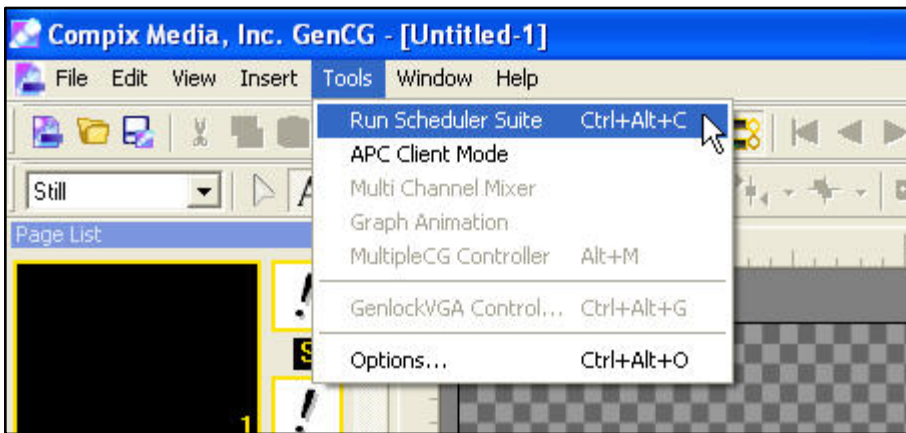 Compix Media, Inc. GenCG - [Untitled-1]
File Edit View Insert Tools Window Help
Run Scheduler Suite Ctrl+Alt+C
APC Client Mode
Still
Multi Channel Mixer
Graph Animation
Page List
MultipleCG Controller Alt+M
GenlockVGA Control... Ctrl+Alt+G
Options... Ctrl+Alt+O
1